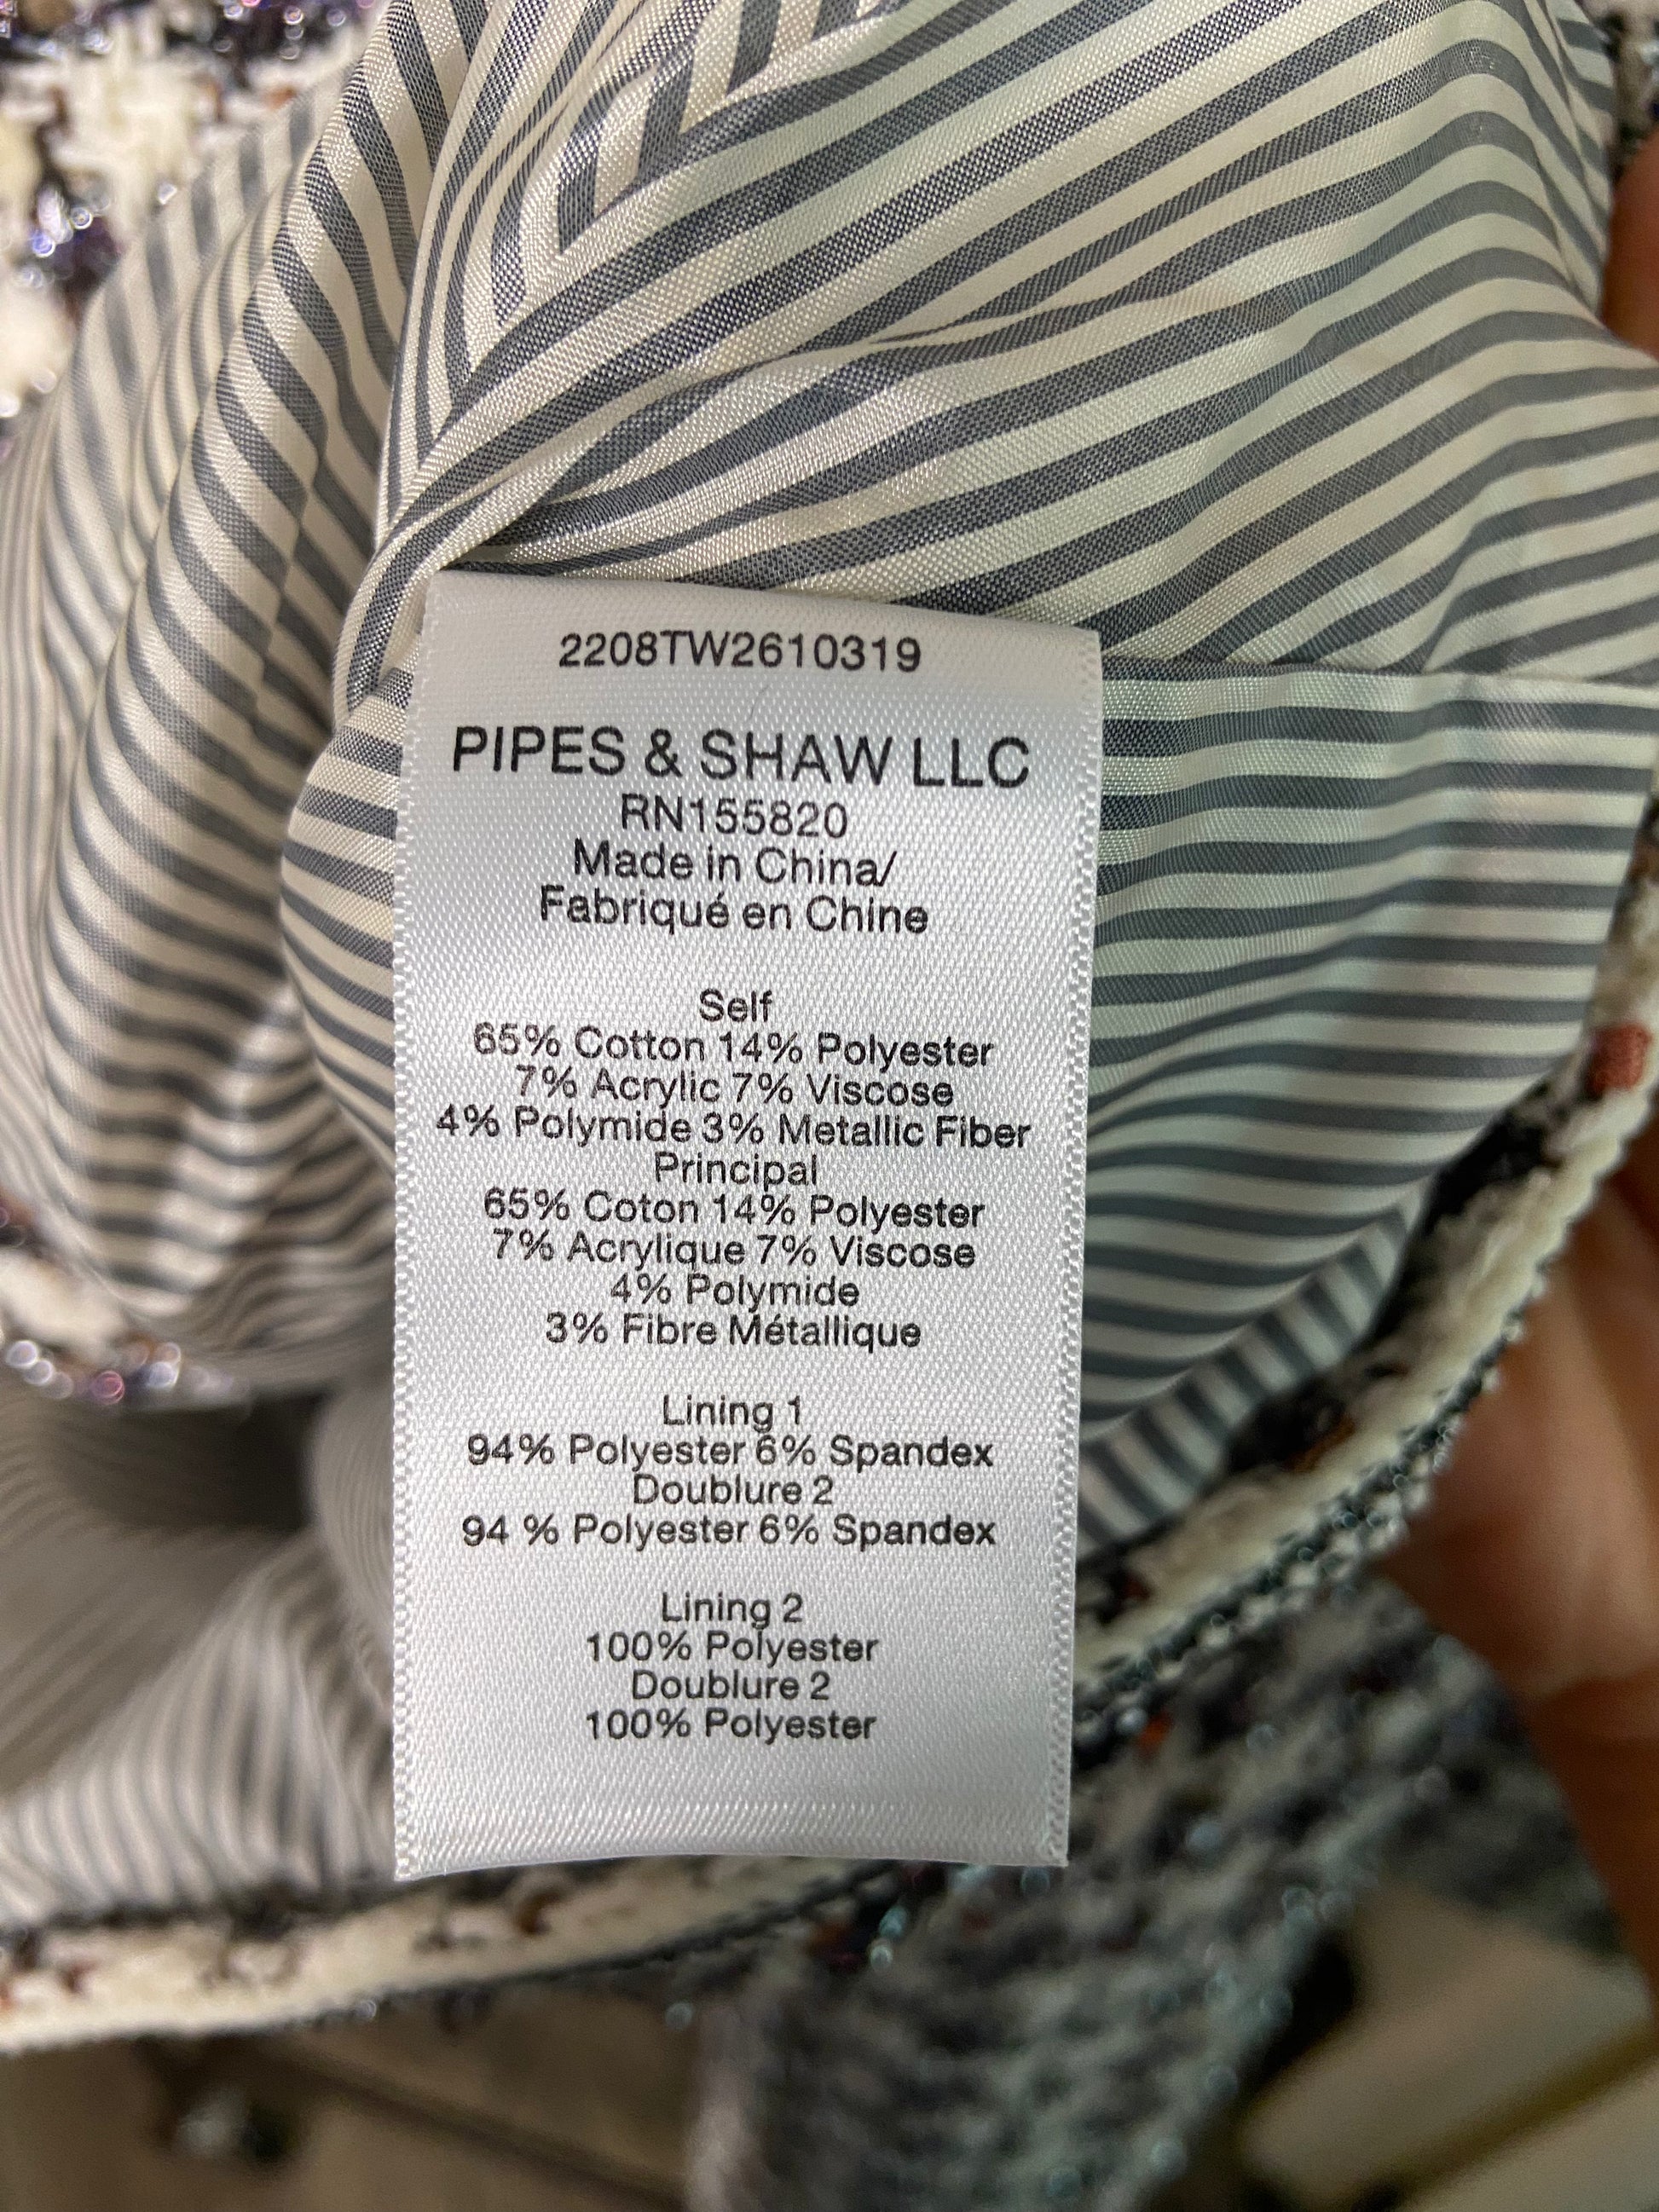 2208TW2610319
PIPES & SHAW LLC
RN155820
Made in China/
Fabriqué en Chine
Self
65% Cotton 14% Polyester
7% Acrylic 7% Viscose
4% Polymide 3% Metallic Fiber
Principal
65% Coton 14% Polyester
7% Acrylique 7% Viscose
4% Polymide
3% Fibre Métallique
Lining 1
94% Polyester 6% Spandex
Doublure 2
94 % Polyester 6% Spandex
Lining 2
100% Polyester
Doublure 2
100% Polyester